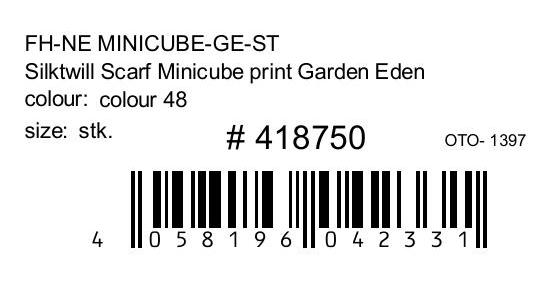 FH-NE MINICUBE-GE-ST
Silktwill Scarf Minicube print Garden Eden
colour: colour 48
size: stk.
# 418750
OTO- 1397
4 058196 042331